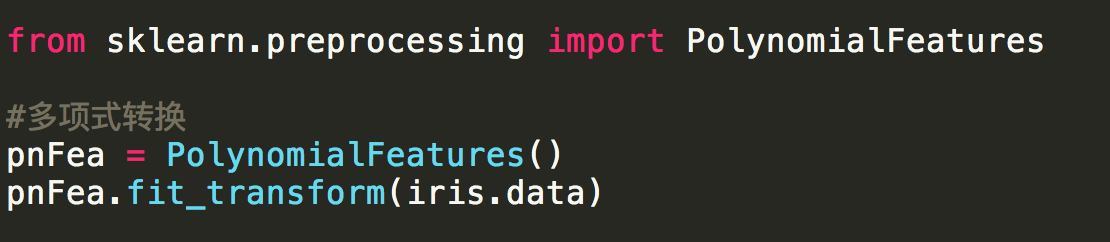 from sklearn.preprocessing import PolynomialFeatures
#多项式转换
pnFea = PolynomialFeatures()
pnFea.fit_transform(iris.data)